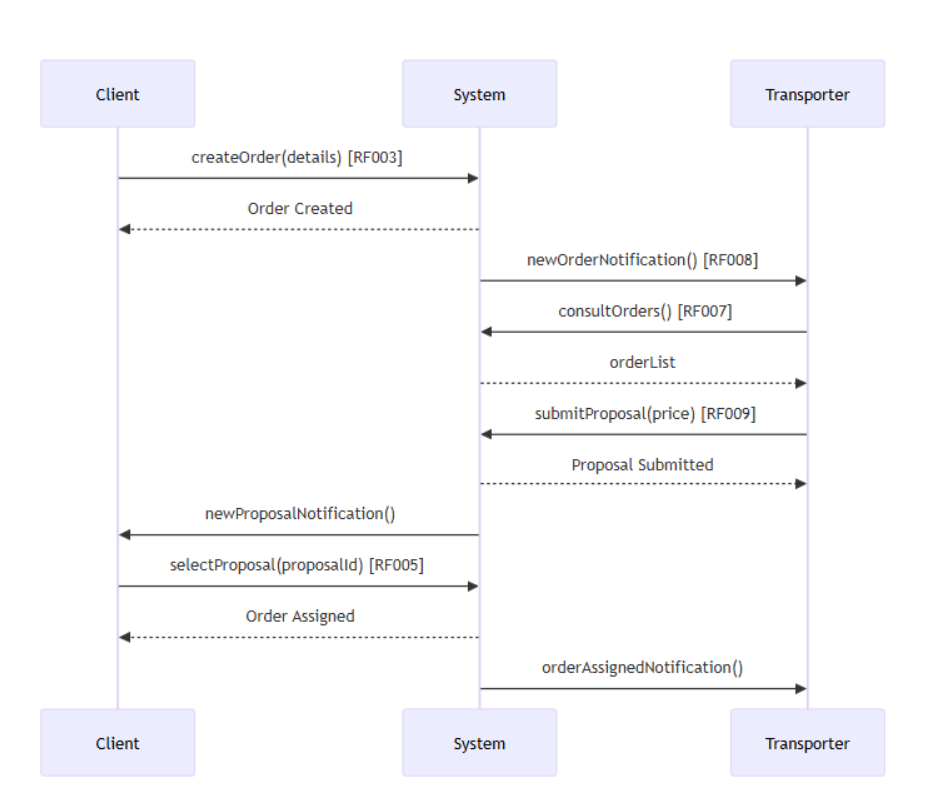 Client
System
Transporter
createOrder(details) [RF003]
Order Created
newOrderNotification() [RF008]
consultOrders() [RF007]
orderList
submitProposal(price) [RF009]
Proposal Submitted
newProposalNotification()
selectProposal(proposalId) [RF005]
Order Assigned
orderAssignedNotification()
Client
System
Transporter